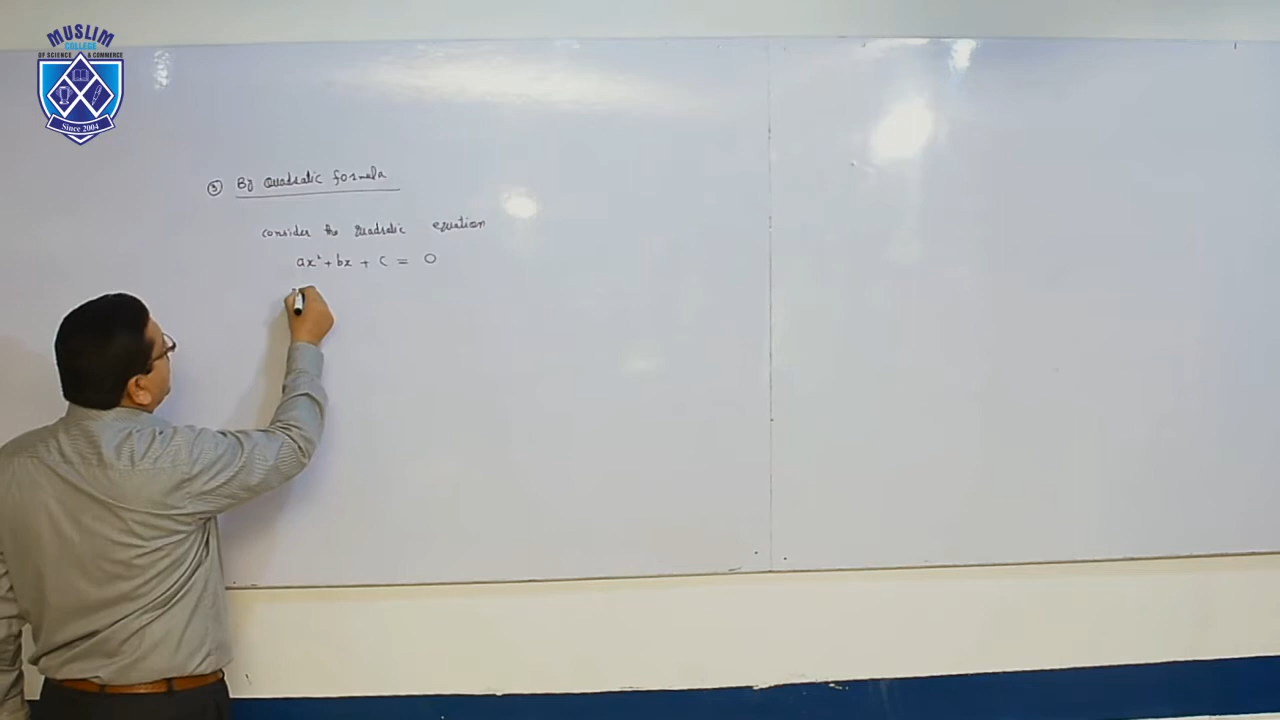 MUSLIM
COLLEGE
OF SCIENCE & COMMERCE
Since 2004
③ By Quadratic formula
consider the quadratic equation
ax² + bx + c = 0